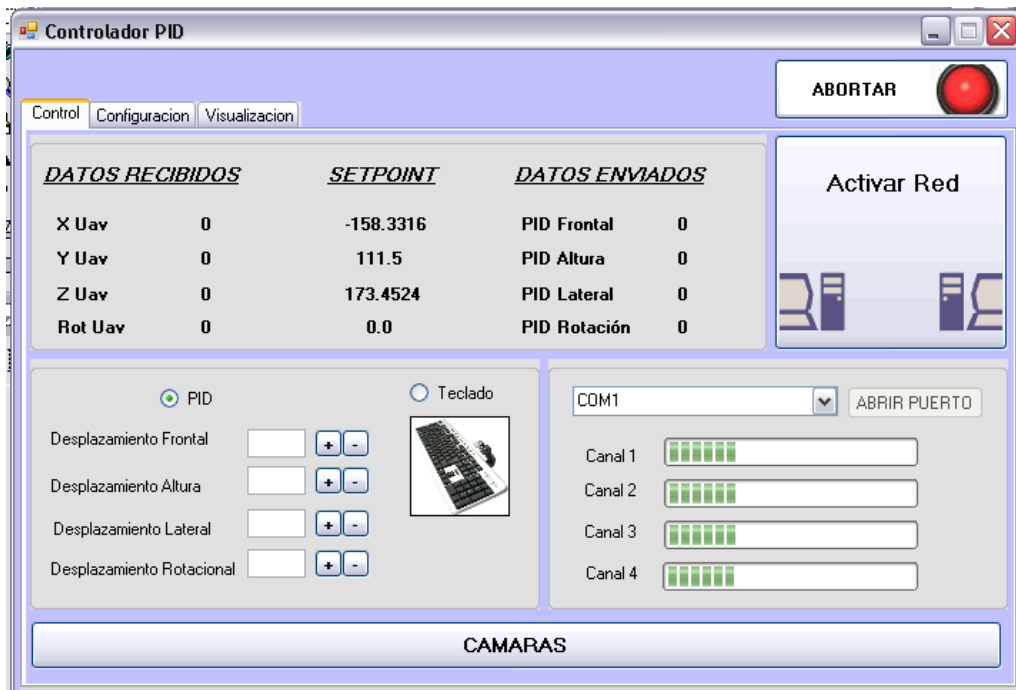 Controlador PID
ABORTAR
Control Configuracion Visualizacion
DATOS RECIBIDOS SETPOINT DATOS ENVIADOS
X Uav 0 -158.3316 PID Frontal 0
Y Uav 0 111.5 PID Altura 0
Z Uav 0 173.4524 PID Lateral 0
Rot Uav 0 0.0 PID Rotación 0
Activar Red
PID
Teclado
Desplazamiento Frontal + -
Desplazamiento Altura + -
Desplazamiento Lateral + -
Desplazamiento Rotacional + -
COM1 ABRIR PUERTO
Canal 1
Canal 2
Canal 3
Canal 4
CAMARAS